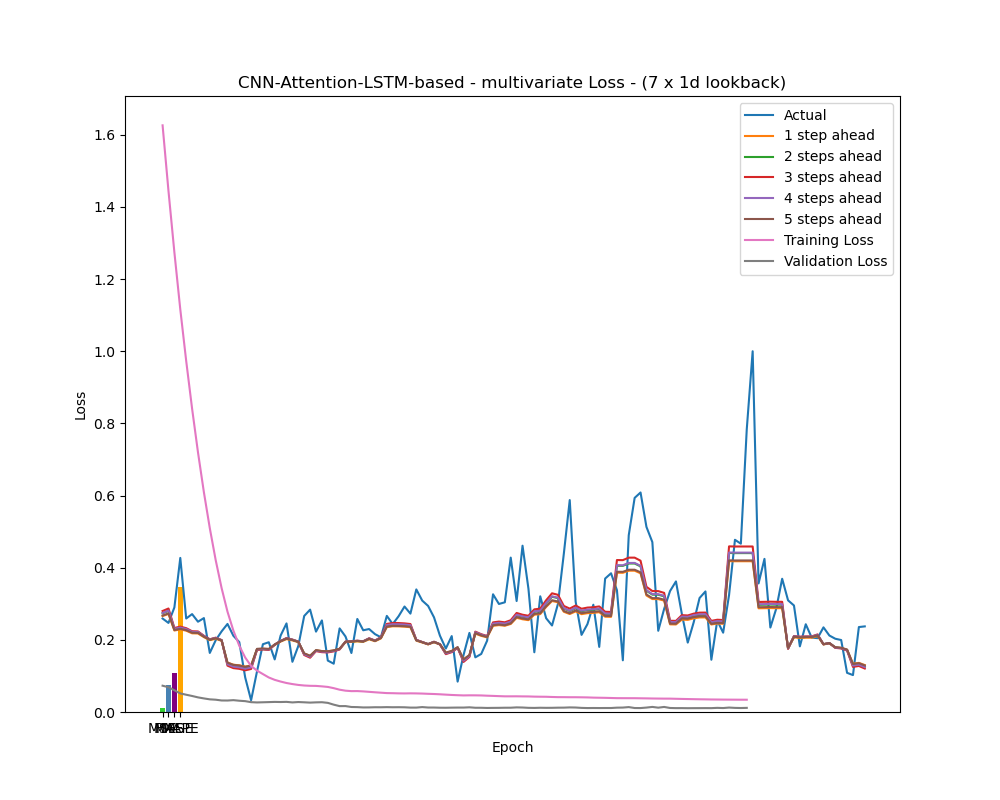 CNN-Attention-LSTM-based - multivariate Loss - (7 x 1d lookback)
Actual
1 step ahead
2 steps ahead
3 steps ahead
4 steps ahead
5 steps ahead
Training Loss
Validation Loss
1.6
1.4
1.2
1.0
0.8
0.6
0.4
0.2
0.0
Loss
Epoch